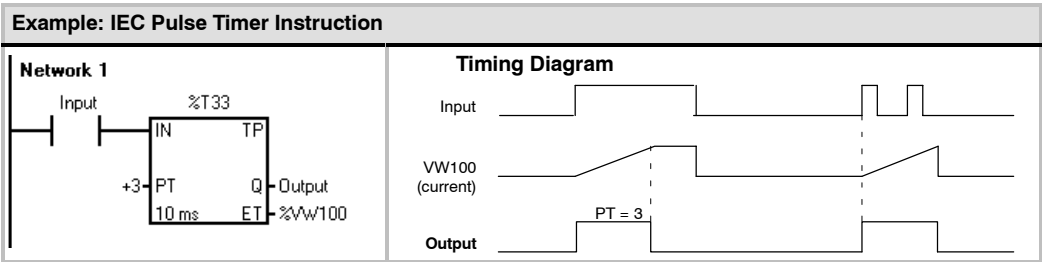 Example: IEC Pulse Timer Instruction
Network 1
Input
%T33
IN TP
+3 PT Q Output
10 ms ET %VW100
Timing Diagram
Input
VW100
(current)
PT = 3
Output